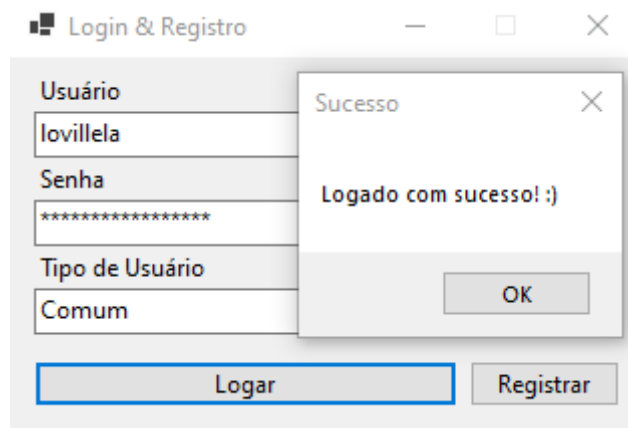 Login & Registro
Usuário
lovillela
Senha
*****************
Tipo de Usuário
Comum
Logar
Registrar
Sucesso
Logado com sucesso! :)
OK